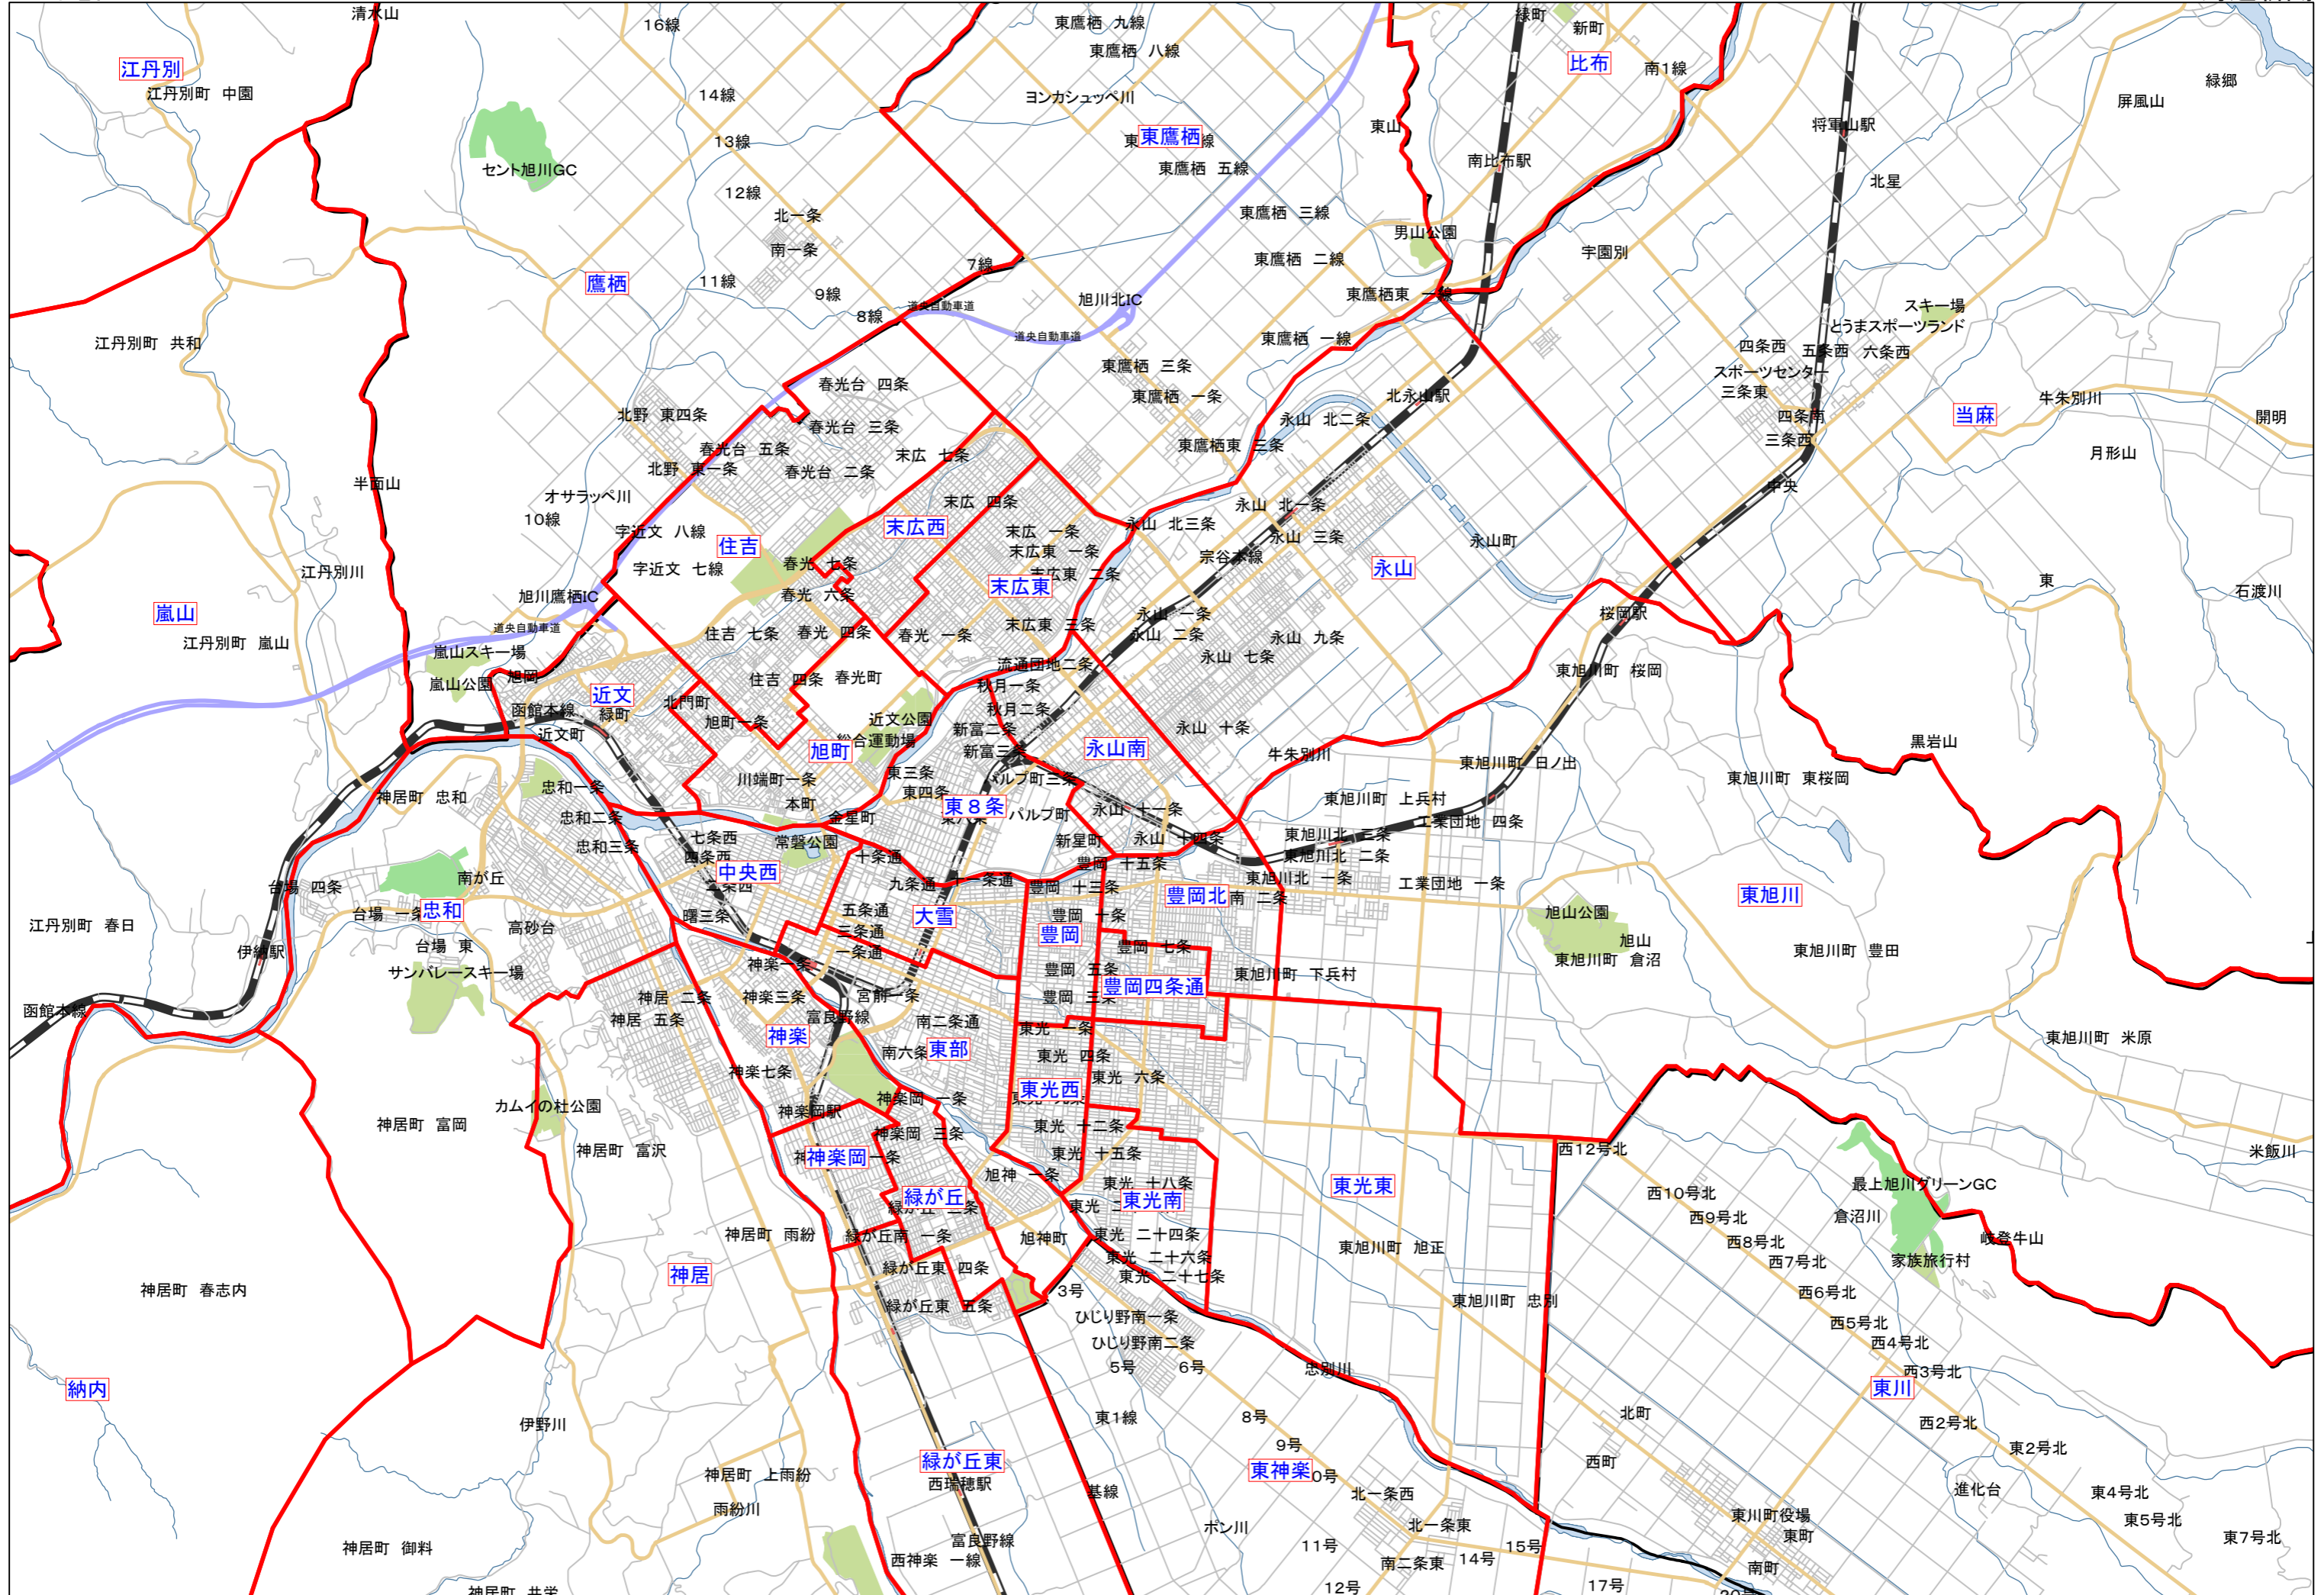 清水山
16線
東鷹栖 九線
緑町
新町
東鷹栖 八線
江丹別
比布
南1線
緑郷
江丹別町 中園
14線
ヨンカシュッペ川
屏風山
東山
将軍山駅
13線
東鷹栖
セント旭川GC
東鷹栖 五線
南比布駅
北星
12線
北一条
東鷹栖 三線
男山公園
南一条
宇園別
7線
東鷹栖 二線
鷹栖
11線
9線
旭川北IC
東鷹栖東 一線
道央自動車道
スキー場
8線
とうまスポーツランド
道央自動車道
東鷹栖 一線
江丹別町 共和
四条西
五条西
六条西
東鷹栖 三条
スポーツセンター
春光台 四条
三条東
東鷹栖 一条
北永山駅
牛朱別川
北野 東四条
永山 北二条
四条南
当麻
開明
春光台 三条
三条西
東鷹栖東 三条
春光台 五条
末広 七条
月形山
北野 東一条
春光台 二条
半面山
中央
オサラッペ川
末広 四条
永山 北一条
10線
末広西
永山 北三条
字近文 八線
末広 一条
永山 三条
永山町
住吉
末広東 一条
宗谷本線
字近文 七線
春光 七条
永山
江丹別川
末広東 二条
東
末広東
旭川鷹栖IC
春光 六条
石渡川
嵐山
永山 一条
桜岡駅
道央自動車道
住吉 七条
春光 四条
春光 一条
末広東 三条
永山 二条
永山 九条
江丹別町 嵐山
嵐山スキー場
永山 七条
流通団地二条
東旭川町 桜岡
旭岡
住吉 四条
春光町
嵐山公園
秋月一条
近文
北門町
函館本線
緑町
旭町一条
近文公園
秋月二条
新富二条
永山 十条
近文町
旭町
総合運動場
新富三条
永山南
黒岩山
牛朱別川
東旭川町 日ノ出
川端町一条
東三条
パルプ町三条
東旭川町 東桜岡
忠和一条
東四条
神居町 忠和
本町
東8条
永山 十一条
東旭川町 上兵村
忠和二条
金星町
パルプ町
工業団地 四条
七条西
常磐公園
新星町
永山 十四条
東旭川北 三条
忠和三条
四条西
十条通
豊岡 十五条
東旭川北 二条
中央西
南が丘
九条通
十一条通
豊岡 十三条
東旭川北 一条
工業団地 一条
台場 四条
豊岡北
南 二条
東旭川
忠和
台場 一条
曙三条
五条通
大雪
豊岡 十条
旭山公園
江丹別町 春日
高砂台
三条通
豊岡
旭山
伊納駅
台場 東
一条通
豊岡 七条
東旭川町 豊田
サンバレースキー場
神楽一条
豊岡 五条
東旭川町 倉沼
東旭川町 下兵村
豊岡四条通
神居 二条
神楽三条
宮前一条
豊岡 三条
函館本線
神居 五条
富良野線
南二条通
東光 一条
神楽
東旭川町 米原
東部
南六条
東光 四条
神楽七条
東光 六条
東光西
神楽岡 一条
カムイの杜公園
神楽岡駅
神居町 富岡
神楽岡 三条
東光 十二条
神居町 富沢
西12号北
神楽岡
東光 十五条
米飯川
旭神 一条
東光 十八条
東光東
最上旭川グリーンGC
緑が丘
東光南
西10号北
倉沼川
西9号北
神居町 雨紛
緑が丘南 一条
旭神町
東光 二十四条
岐登牛山
東旭川町 旭正
西8号北
東光 二十六条
西7号北
家族旅行村
緑が丘東 四条
東光 二十七条
神居
神居町 春志内
3号
西6号北
緑が丘東 五条
東旭川町 忠別
ひじり野南一条
西5号北
ひじり野南二条
西4号北
5号
6号
忠別川
西3号北
納内
東川
東1線
8号
北町
伊野川
西2号北
9号
東2号北
緑が丘東
西町
東神楽
神居町 上雨紛
西瑞穂駅
基線
北一条西
進化台
東4号北
雨紛川
東川町役場
ポン川
北一条東
東5号北
東町
富良野線
11号
15号
東7号北
神居町 御料
西神楽 一線
南二条東
14号
南町
12号
17号
神居町 共栄